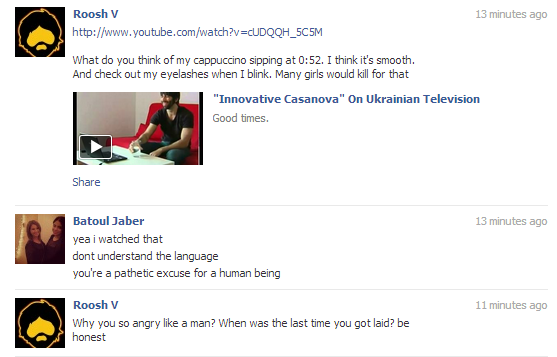 Roosh V 13 minutes ago
http://www.youtube.com/watch?v=cUDQQH_5C5M
What do you think of my cappuccino sipping at 0:52. I think it's smooth.
And check out my eyelashes when I blink. Many girls would kill for that
"Innovative Casanova" On Ukrainian Television
Good times.
Share
Batoul Jaber 13 minutes ago
yea i watched that
dont understand the language
you're a pathetic excuse for a human being
Roosh V 11 minutes ago
Why you so angry like a man? When was the last time you got laid? be
honest